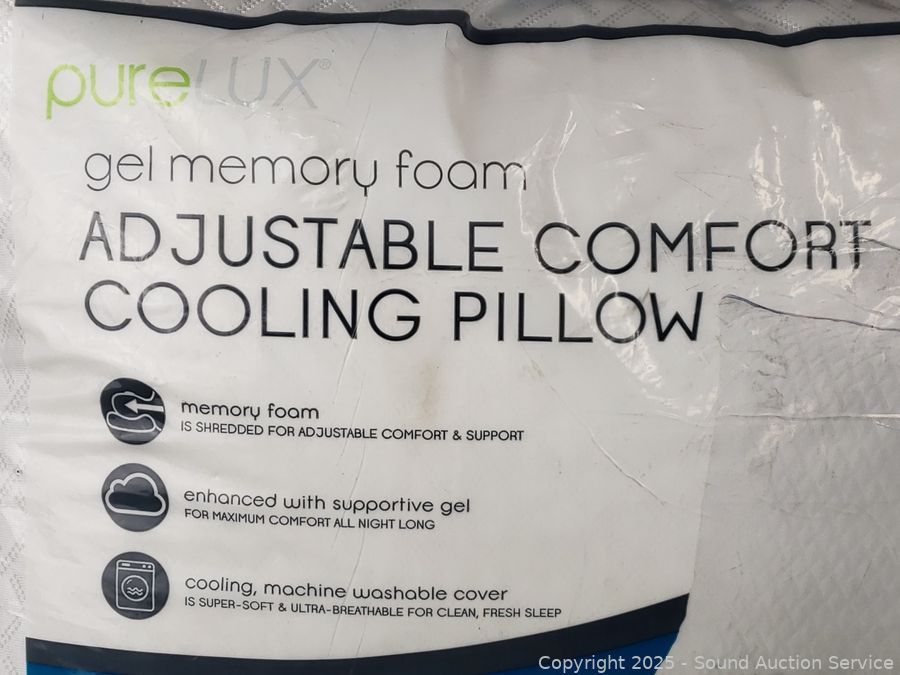 pureLUX®
gel memory foam
ADJUSTABLE COMFORT
COOLING PILLOW
memory foam
IS SHREDDED FOR ADJUSTABLE COMFORT & SUPPORT
enhanced with supportive gel
FOR MAXIMUM COMFORT ALL NIGHT LONG
cooling, machine washable cover
IS SUPER-SOFT & ULTRA-BREATHABLE FOR CLEAN, FRESH SLEEP
Copyright 2025 - Sound Auction Service